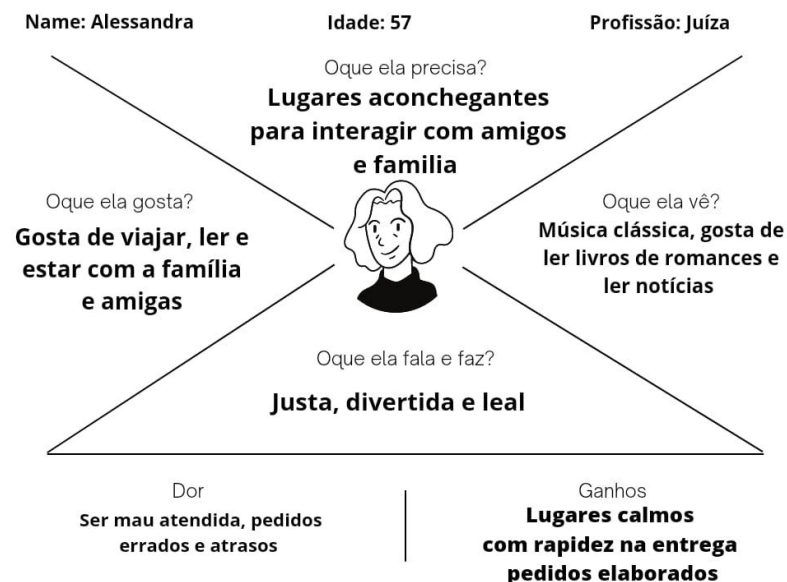 Name: Alessandra
Idade: 57
Profissão: Juíza
Oque ela precisa?
Lugares aconchegantes
para interagir com amigos
e familia
Oque ela gosta?
Gosta de viajar, ler e
estar com a família
e amigas
Oque ela vê?
Música clássica, gosta de
ler livros de romances e
ler notícias
Oque ela fala e faz?
Justa, divertida e leal
Dor
Ser mau atendida, pedidos
errados e atrasos
Ganhos
Lugares calmos
com rapidez na entrega
pedidos elaborados